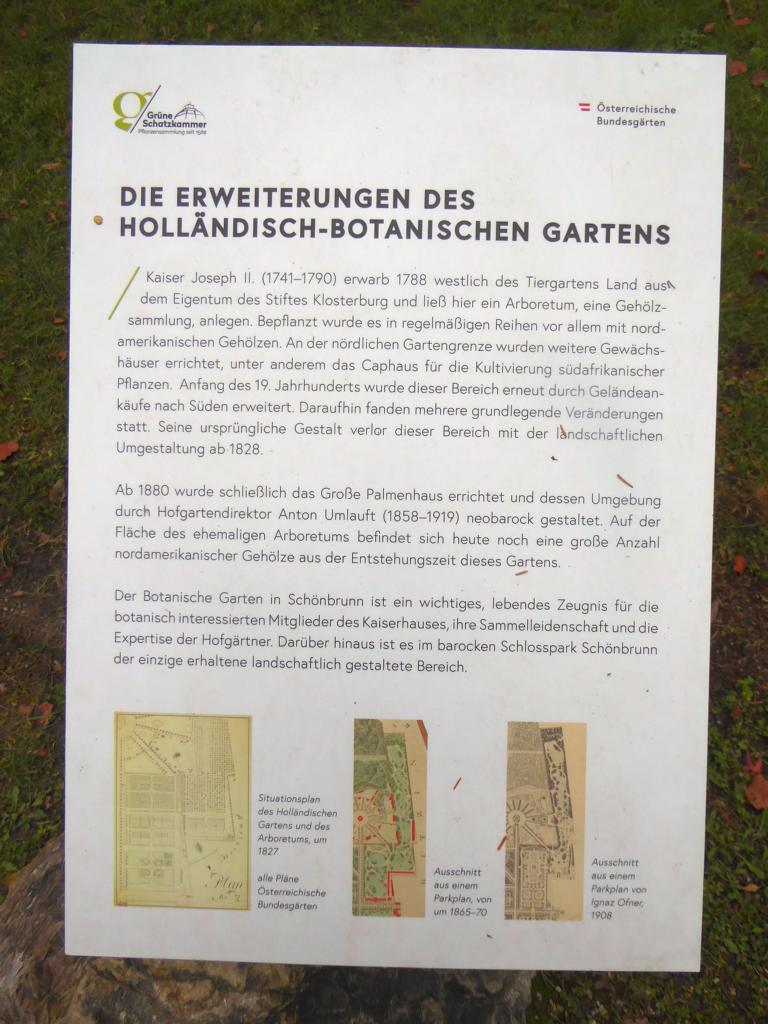 g
Grüne
Schatzkammer
Pflanzensammlung seit 1569
Österreichische
Bundesgärten
DIE ERWEITERUNGEN DES
HOLLÄNDISCH-BOTANISCHEN GARTENS
Kaiser Joseph II. (1741–1790) erwarb 1788 westlich des Tiergartens Land aus
dem Eigentum des Stiftes Klosterburg und ließ hier ein Arboretum, eine Gehölz-
sammlung, anlegen. Bepflanzt wurde es in regelmäßigen Reihen vor allem mit nord-
amerikanischen Gehölzen. An der nördlichen Gartengrenze wurden weitere Gewächs-
häuser errichtet, unter anderem das Caphaus für die Kultivierung südafrikanischer
Pflanzen. Anfang des 19. Jahrhunderts wurde dieser Bereich erneut durch Geländean-
käufe nach Süden erweitert. Daraufhin fanden mehrere grundlegende Veränderungen
statt. Seine ursprüngliche Gestalt verlor dieser Bereich mit der landschaftlichen
Umgestaltung ab 1828.
Ab 1880 wurde schließlich das Große Palmenhaus errichtet und dessen Umgebung
durch Hofgartendirektor Anton Umlauft (1858–1919) neobarock gestaltet. Auf der
Fläche des ehemaligen Arboretums befindet sich heute noch eine große Anzahl
nordamerikanischer Gehölze aus der Entstehungszeit dieses Gartens.
Der Botanische Garten in Schönbrunn ist ein wichtiges, lebendes Zeugnis für die
botanisch interessierten Mitglieder des Kaiserhauses, ihre Sammelleidenschaft und die
Expertise der Hofgärtner. Darüber hinaus ist es im barocken Schlosspark Schönbrunn
der einzige erhaltene landschaftlich gestaltete Bereich.
Plan
Situationsplan
des Holländischen
Gartens und des
Arboretums, um
1827
alle Pläne
Österreichische
Bundesgärten
Ausschnitt
aus einem
Parkplan, von
um 1865–70
Ausschnitt
aus einem
Parkplan von
Ignaz Ofner,
1908